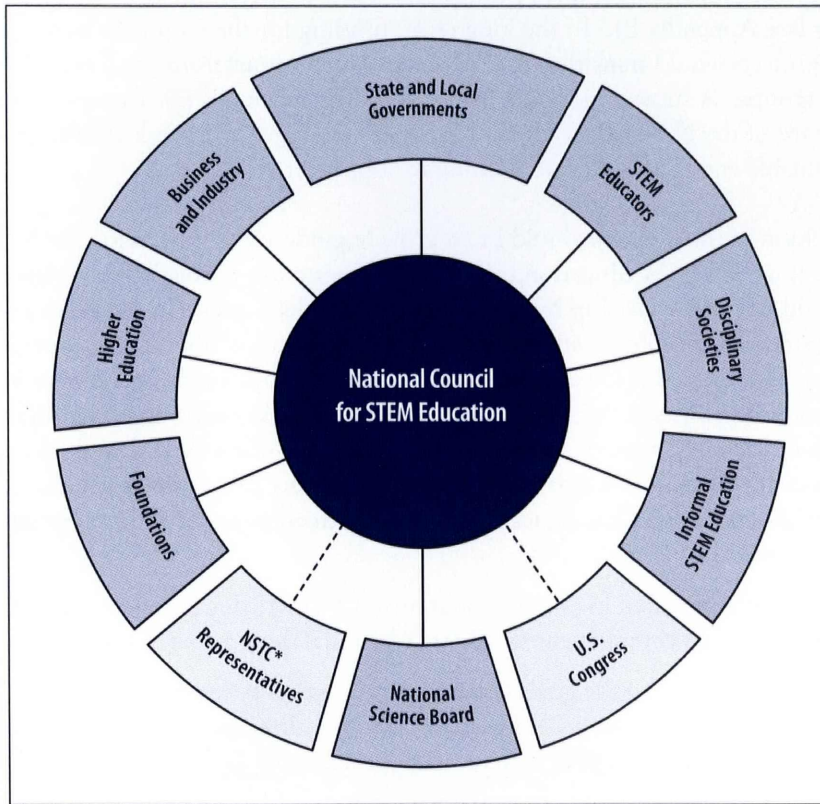 State and Local
Governments
STEM
Educators
Disciplinary
Societies
Informal
STEM Education
U.S.
Congress
National
Science Board
NSTC*
Representatives
Foundations
Higher
Education
Business
and Industry
National Council
for STEM Education